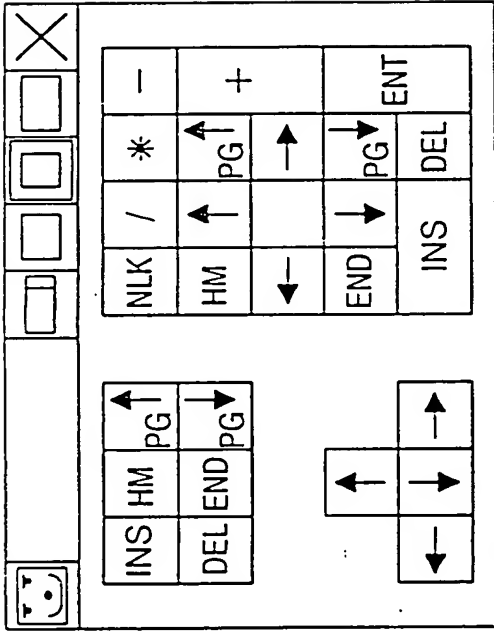 INS HM PG ↑
DEL END PG ↓
↑
← ↓ →
NLK / * -
HM ↑ PG ↑ +
← →
END ↓ PG ↓ ENT
INS DEL